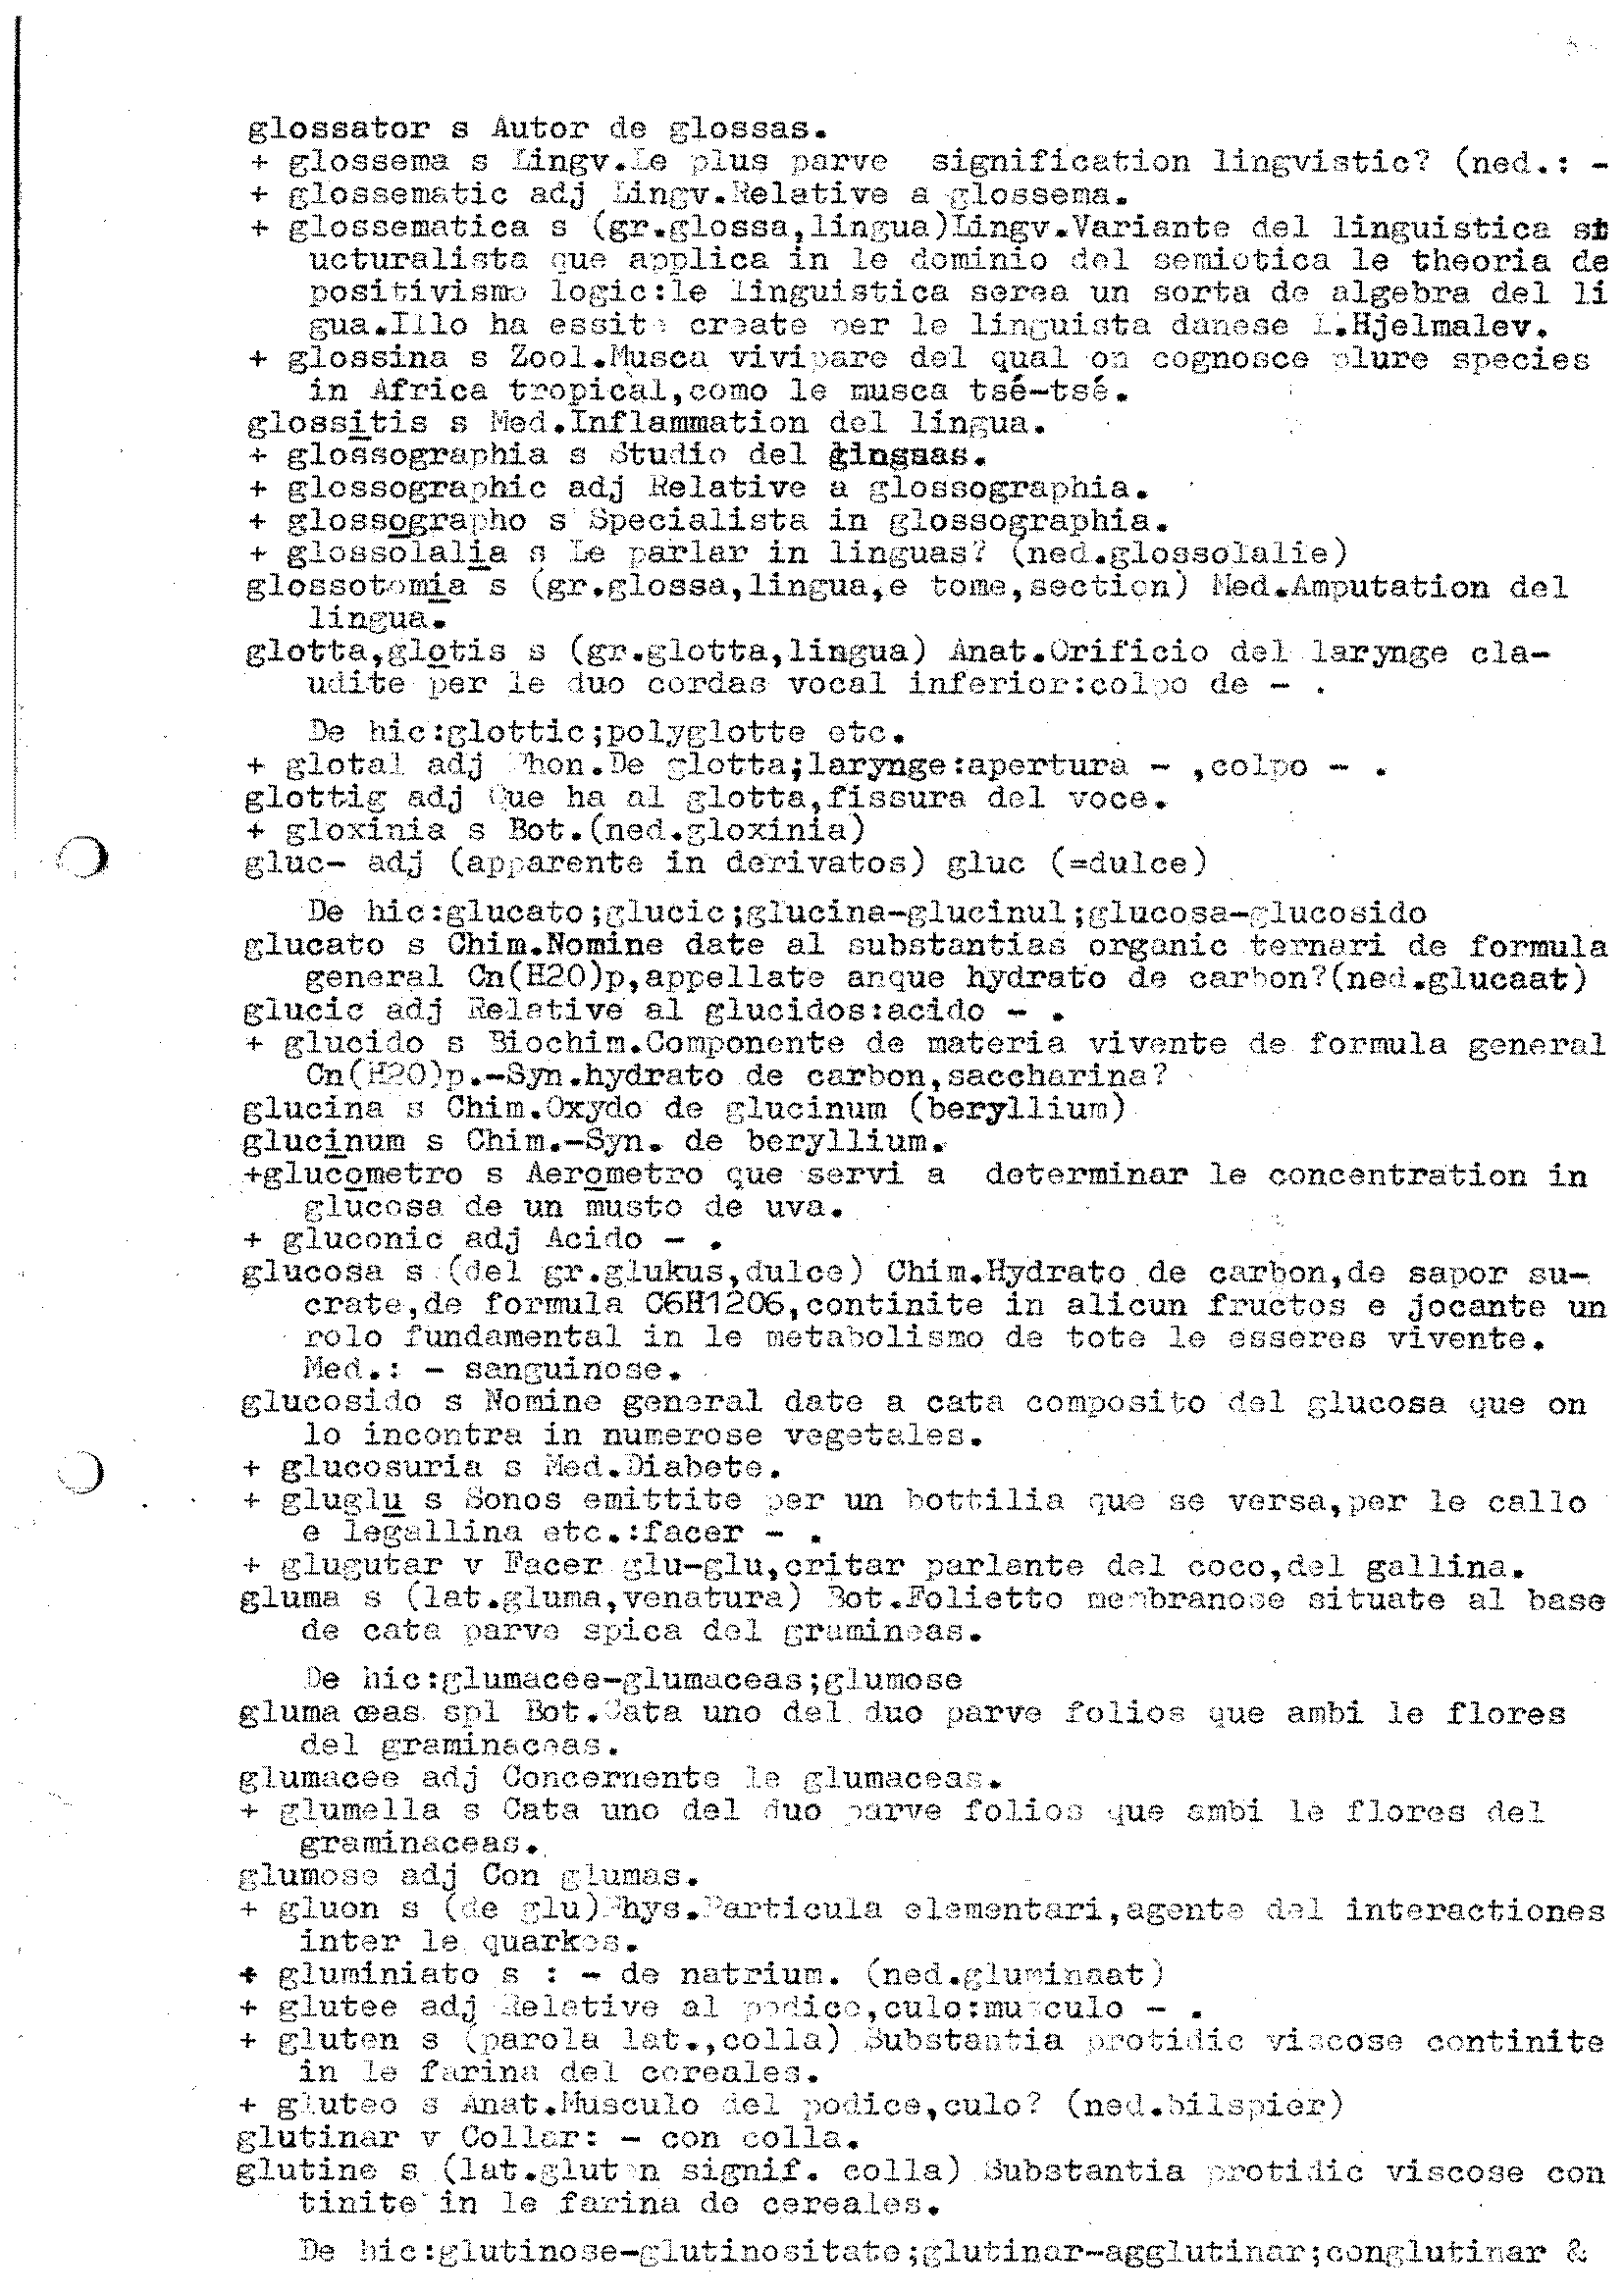 glossator s Autor de glossas.
+ glossema s Lingv.Le plus parve  signification lingvistic? (ned.: -
+ glossematic adj Lingv.Relative a glossema.
+ glossematica s (gr.glossa,lingua)Lingv.Variante del linguistica st
ucturalista que applica in le dominio del semiotica le theoria de
positivismo logic:le linguistica serea un sorta de algebra del li
gua.Illo ha essite create per le linguista danese L.Hjelmalev.
+ glossina s Zool.Musca vivipare del qual on cognosce plure species
in Africa tropical,como le musca tsé-tsé.
glossitis s Med.Inflammation del lingua.
+ glossographia s Studio del linguas.
+ glossographic adj Relative a glossographia.
+ glossographo s Specialista in glossographia.
+ glossolalia s Le parlar in linguas? (ned.glossolalie)
glossotomia s (gr.glossa,lingua,e tome,section) Med.Amputation del
lingua.
glotta,glotis s (gr.glotta,lingua) Anat.Orificio del larynge cla-
udite per le duo cordas vocal inferior:colpo de - .
De hic:glottic;polyglotte etc.
+ glotal adj Phon.De glotta;larynge:apertura - ,colpo - .
glottig adj Que ha al glotta,fissura del voce.
+ gloxinia s Bot.(ned.gloxinia)
gluc- adj (apparente in derivatos) gluc (=dulce)
De hic:glucato;glucic;glucina-glucinul;glucosa-glucosido
glucato s Chim.Nomine date al substantias organic ternari de formula
general Cn(H2O)p,appellate anque hydrato de carbon?(ned.glucaat)
glucic adj Relative al glucidos:acido - .
+ glucido s Biochim.Componente de materia vivente de formula general
Cn(H2O)p.-Syn.hydrato de carbon,saccharina?
glucina s Chim.Oxydo de glucinum (beryllium)
glucinum s Chim.-Syn. de beryllium.
+glucometro s Aerometro que servi a  determinar le concentration in
glucosa de un musto de uva.
+ gluconic adj Acido - .
glucosa s (del gr.glukus,dulce) Chim.Hydrato de carbon,de sapor su-
crate,de formula C6H12O6,continite in alicun fructos e jocante un
rolo fundamental in le metabolismo de tote le esseres vivente.
Med.: - sanguinose.
glucosido s Nomine general date a cata composito del glucosa que on
lo incontra in numerose vegetales.
+ glucosuria s Med.Diabete.
+ gluglu s Sonos emittite per un bottilia que se versa,per le callo
e legallina etc.:facer - .
+ glugutar v Facer glu-glu,critar parlante del coco,del gallina.
gluma s (lat.gluma,venatura) Bot.Folietto membranose situate al base
de cata parve spica del gramineas.
De hic:glumacee-glumaceas;glumose
glumaceas spl Bot.Cata uno del duo parve folios que ambi le flores
del graminaceas.
glumacee adj Concernente le glumaceas.
+ glumella s Cata uno del duo parve folios que ambi le flores del
graminaceas.
glumose adj Con glumas.
+ gluon s (de glu)Phys.Particula elementari,agente del interactiones
inter le quarkes.
+ gluminiato s : - de natrium. (ned.gluminaat)
+ glutee adj Relative al podice,culo:musculo - .
+ gluten s (parola lat.,colla) Substantia protidic viscose continite
in le farina del cereales.
+ gluteo s Anat.Musculo del podice,culo? (ned.bilspier)
glutinar v Collar: - con colla.
glutine s (lat.gluten signif. colla) Substantia protidic viscose con
tinite in le farina de cereales.
De hic:glutinose-glutinositate;glutinar-agglutinar;conglutinar &